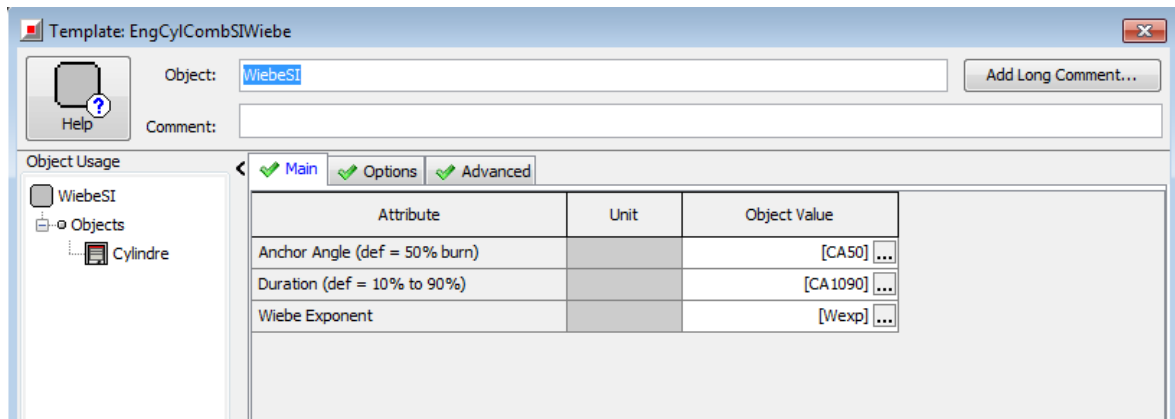 Template: EngCylCombSIWiebe
Object: WiebeSI Add Long Comment...
Help Comment:
Object Usage
WiebeSI
Objects
Cylindre
Main Options Advanced
Attribute Unit Object Value
Anchor Angle (def = 50% burn) [CA50] ...
Duration (def = 10% to 90%) [CA1090] ...
Wiebe Exponent [Wexp] ...